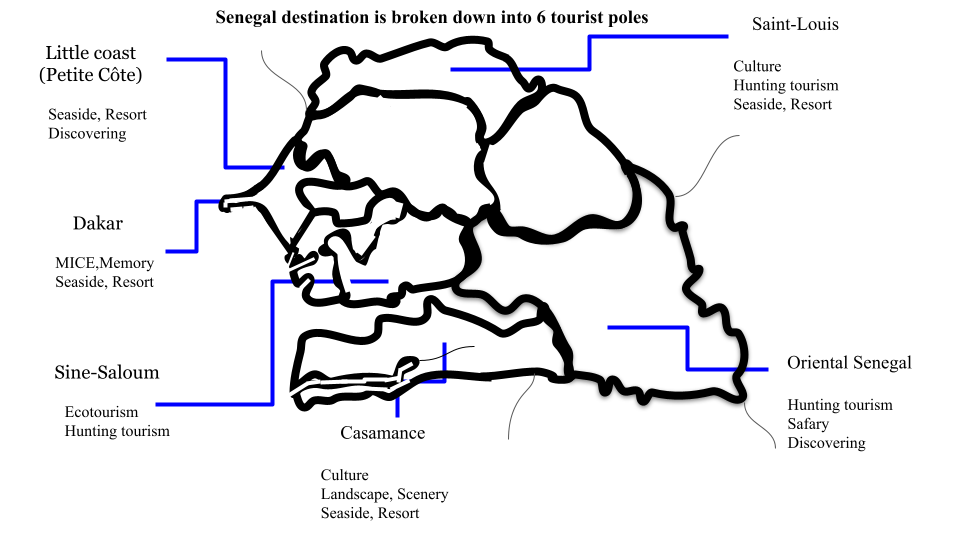 Senegal destination is broken down into 6 tourist poles
Saint-Louis
Culture
Hunting tourism
Seaside, Resort
Little coast
(Petite Côte)
Seaside, Resort
Discovering
Dakar
MICE,Memory
Seaside, Resort
Sine-Saloum
Ecotourism
Hunting tourism
Casamance
Culture
Landscape, Scenery
Seaside, Resort
Oriental Senegal
Hunting tourism
Safary
Discovering